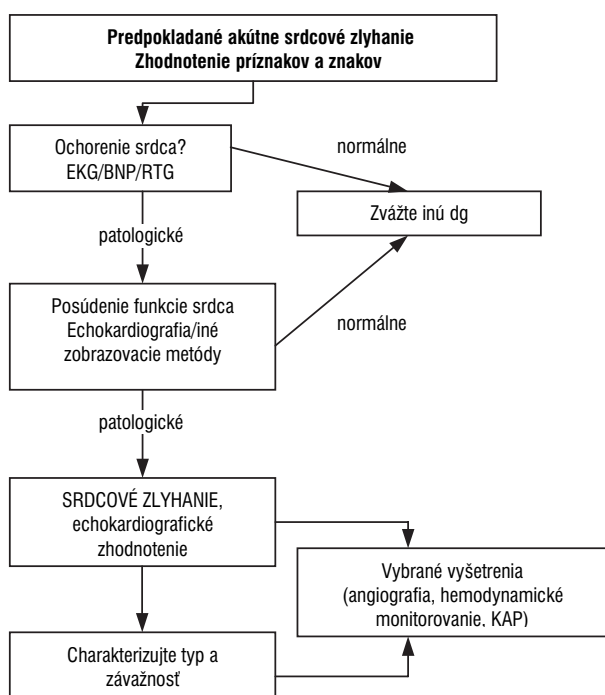 Predpokladané akútne srdcové zlyhanie
Zhodnotenie príznakov a znakov
Ochorenie srdca?
EKG/BNP/RTG
normálne
Zvážte inú dg
patologické
Posúdenie funkcie srdca
Echokardiografia/iné
zobrazovacie metódy
normálne
patologické
SRDCOVÉ ZLYHANIE,
echokardiografické
zhodnotenie
Vybrané vyšetrenia
(angiografia, hemodynamické
monitorovanie, KAP)
Charakterizujte typ a
závažnosť